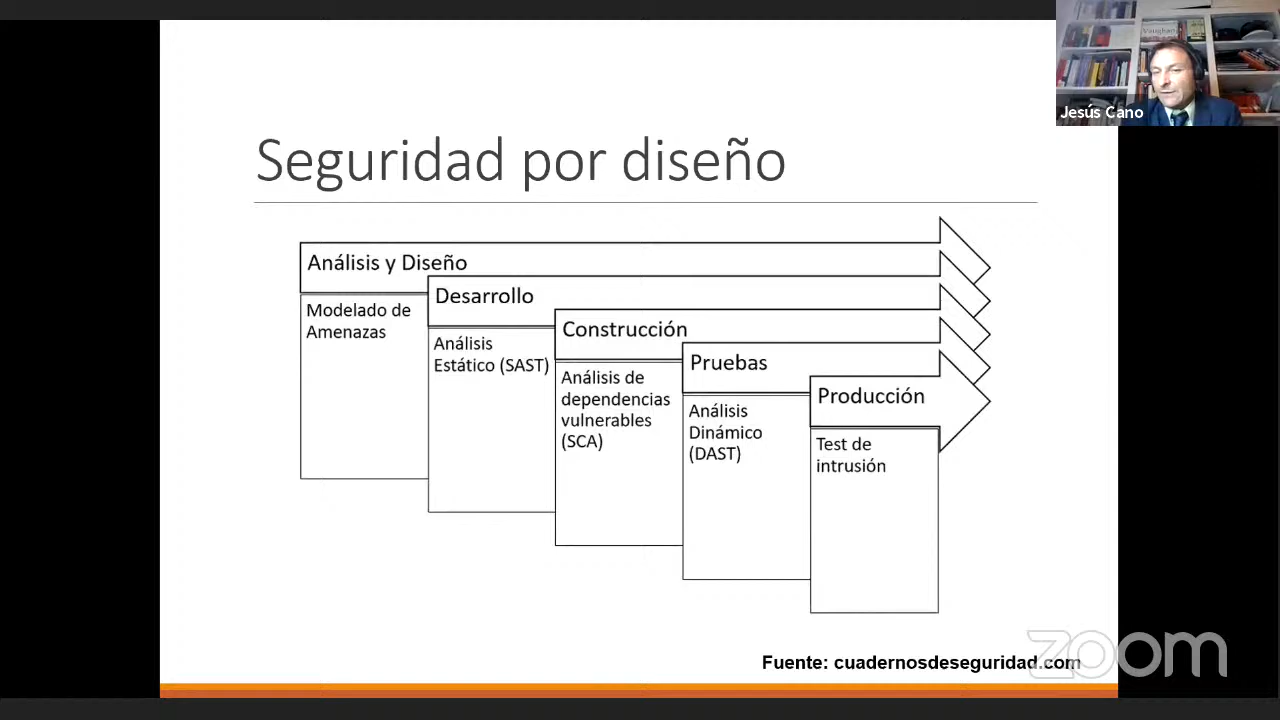 Jesús Cano
Seguridad por diseño
Análisis y Diseño
Modelado de
Amenazas
Desarrollo
Análisis
Estático (SAST)
Construcción
Análisis de
dependencias
vulnerables
(SCA)
Pruebas
Análisis
Dinámico
(DAST)
Producción
Test de
intrusión
Fuente: cuadernosdeseguridad.com
zoom